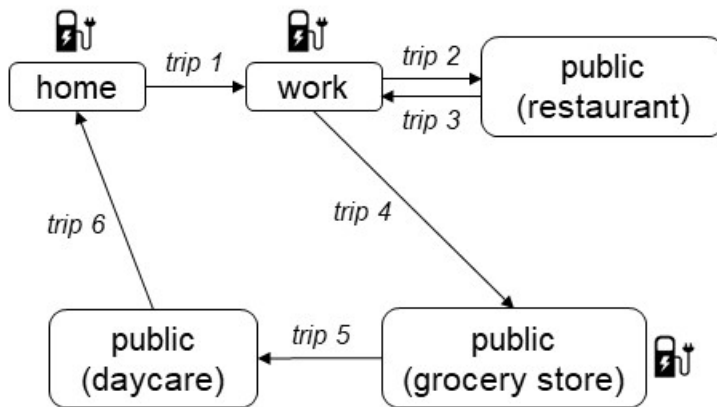 home
trip 1
work
trip 2
trip 3
public
(restaurant)
trip 4
trip 6
public
(daycare)
trip 5
public
(grocery store)